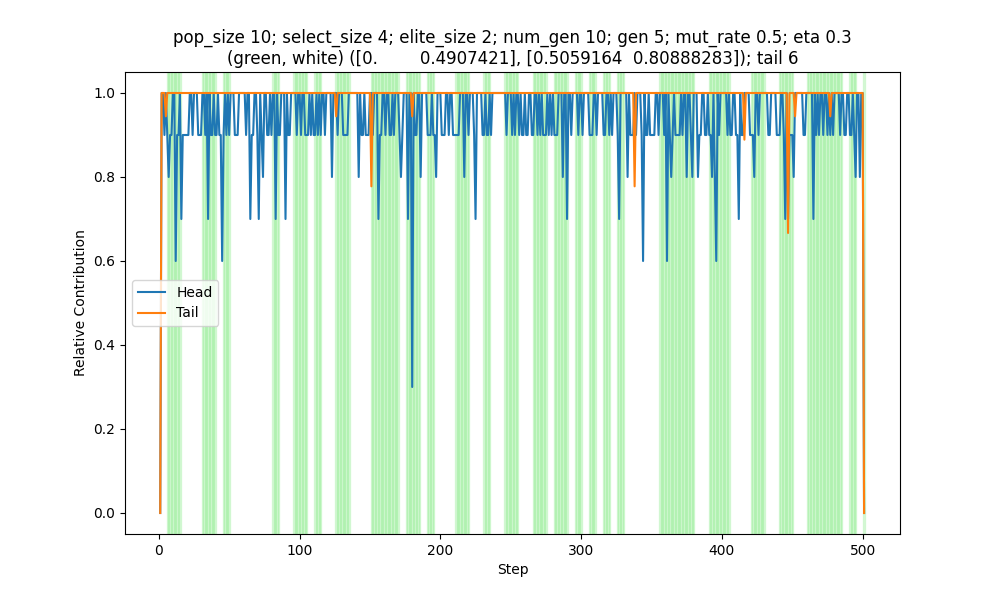 pop_size 10; select_size 4; elite_size 2; num_gen 10; gen 5; mut_rate 0.5; eta 0.3
(green, white) ([0.        0.4907421], [0.5059164  0.80888283]); tail 6
1.0
0.8
0.6
0.4
0.2
0.0
Relative Contribution
Head
Tail
0
100
200
300
400
500
Step